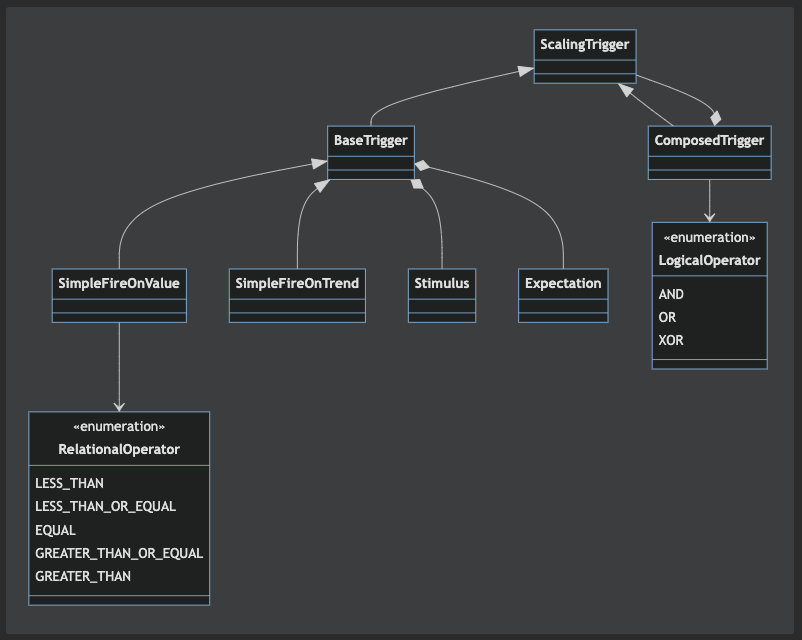 ScalingTrigger
BaseTrigger
ComposedTrigger
«enumeration»
LogicalOperator
AND
OR
XOR
SimpleFireOnValue
SimpleFireOnTrend
Stimulus
Expectation
«enumeration»
RelationalOperator
LESS_THAN
LESS_THAN_OR_EQUAL
EQUAL
GREATER_THAN_OR_EQUAL
GREATER_THAN